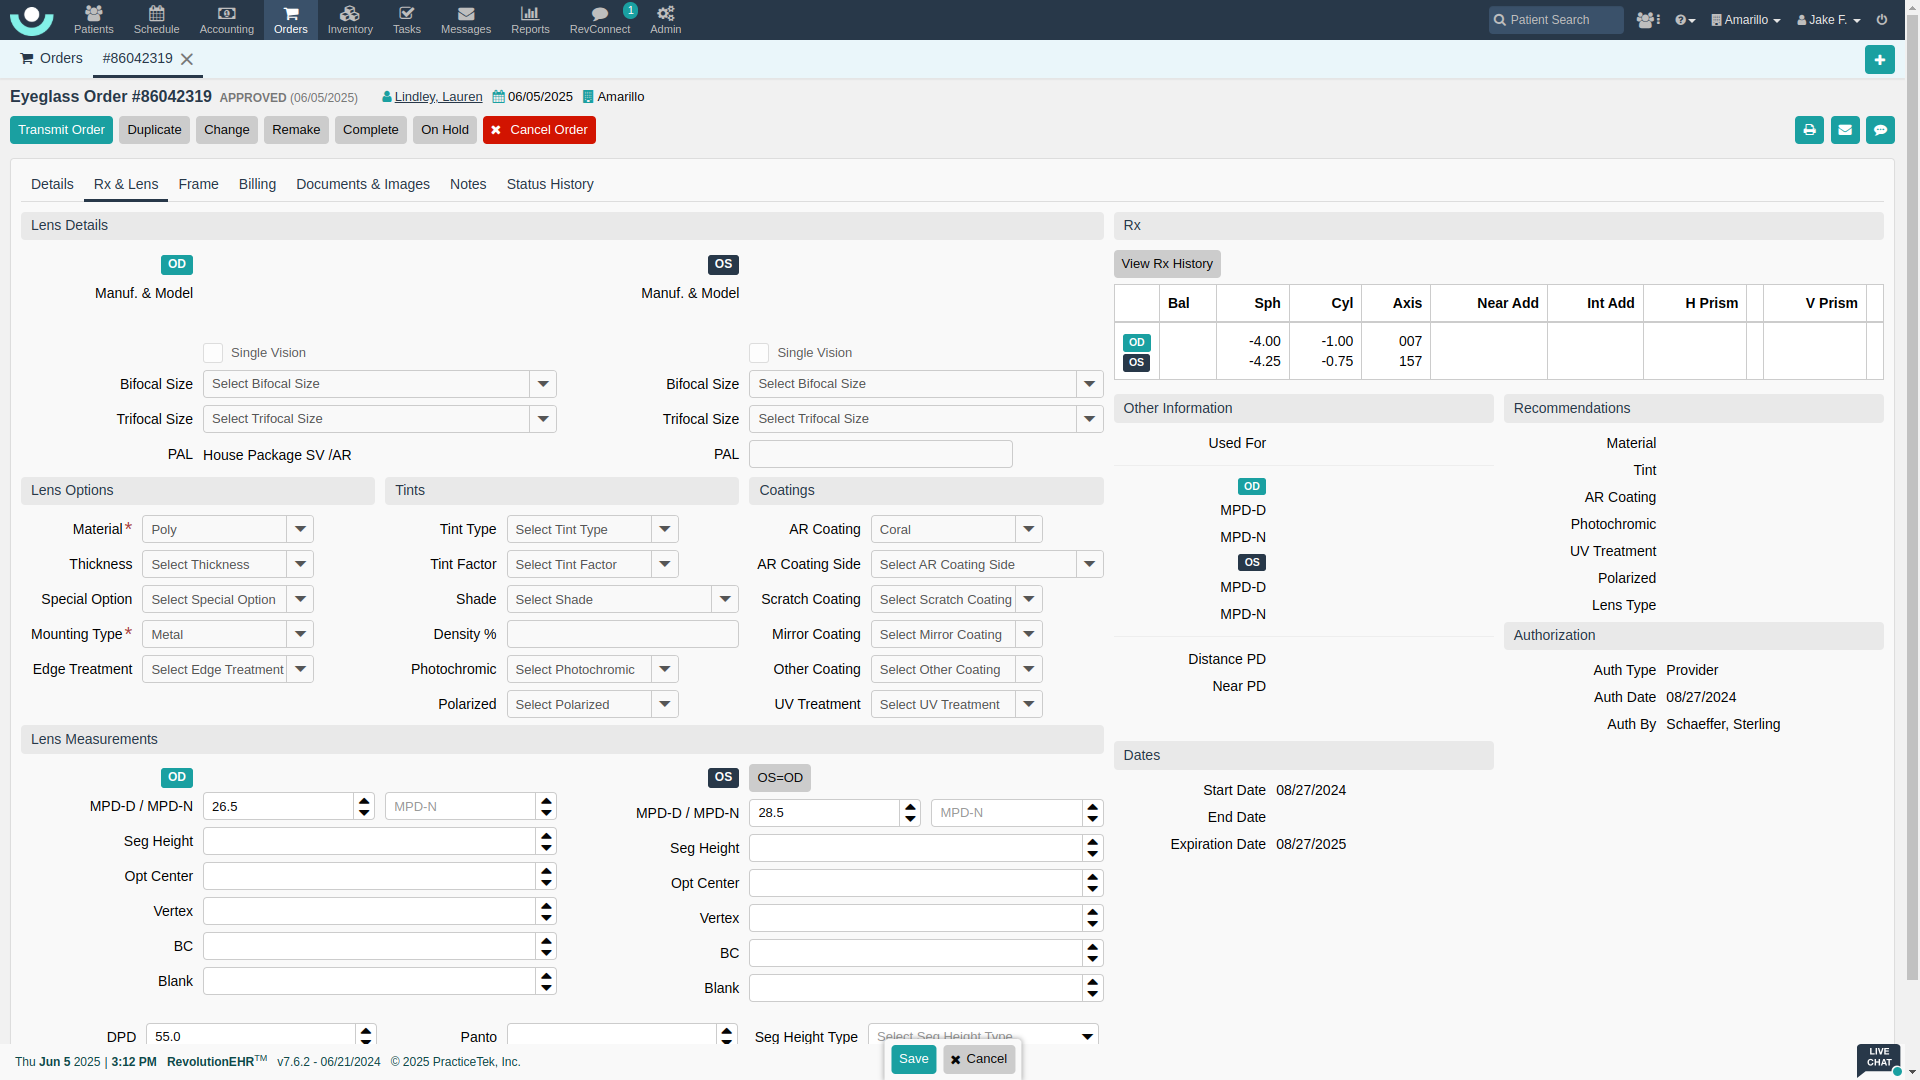 Patients Schedule Accounting Orders Inventory Tasks Messages Reports RevConnect 1 Admin Patient Search Amarillo Jake F.
Orders #86042319
Eyeglass Order #86042319 APPROVED (06/05/2025) Lindley, Lauren 06/05/2025 Amarillo
Transmit Order Duplicate Change Remake Complete On Hold Cancel Order
Details Rx & Lens Frame Billing Documents & Images Notes Status History
Lens Details
OD OS
Manuf. & Model Manuf. & Model
Single Vision Single Vision
Bifocal Size Select Bifocal Size Bifocal Size Select Bifocal Size
Trifocal Size Select Trifocal Size Trifocal Size Select Trifocal Size
PAL House Package SV /AR PAL
Lens Options Tints Coatings
Material* Poly Tint Type Select Tint Type AR Coating Coral
Thickness Select Thickness Tint Factor Select Tint Factor AR Coating Side Select AR Coating Side
Special Option Select Special Option Shade Select Shade Scratch Coating Select Scratch Coating
Mounting Type* Metal Density % Mirror Coating Select Mirror Coating
Edge Treatment Select Edge Treatment Photochromic Select Photochromic Other Coating Select Other Coating
Polarized Select Polarized UV Treatment Select UV Treatment
Lens Measurements
OD OS OS=OD
MPD-D / MPD-N 26.5 MPD-N MPD-D / MPD-N 28.5 MPD-N
Seg Height Seg Height
Opt Center Opt Center
Vertex Vertex
BC BC
Blank Blank
DPD 55.0 Panto Seg Height Type Select Seg Height Type
Rx
View Rx History
Bal Sph Cyl Axis Near Add Int Add H Prism V Prism
OD -4.00 -1.00 007
OS -4.25 -0.75 157
Other Information
Used For
OD
MPD-D
MPD-N
OS
MPD-D
MPD-N
Distance PD
Near PD
Dates
Start Date 08/27/2024
End Date
Expiration Date 08/27/2025
Recommendations
Material
Tint
AR Coating
Photochromic
UV Treatment
Polarized
Lens Type
Authorization
Auth Type Provider
Auth Date 08/27/2024
Auth By Schaeffer, Sterling
Thu Jun 5 2025 | 3:12 PM RevolutionEHR™ v7.6.2 - 06/21/2024 © 2025 PracticeTek, Inc.
Save Cancel
LIVE
CHAT